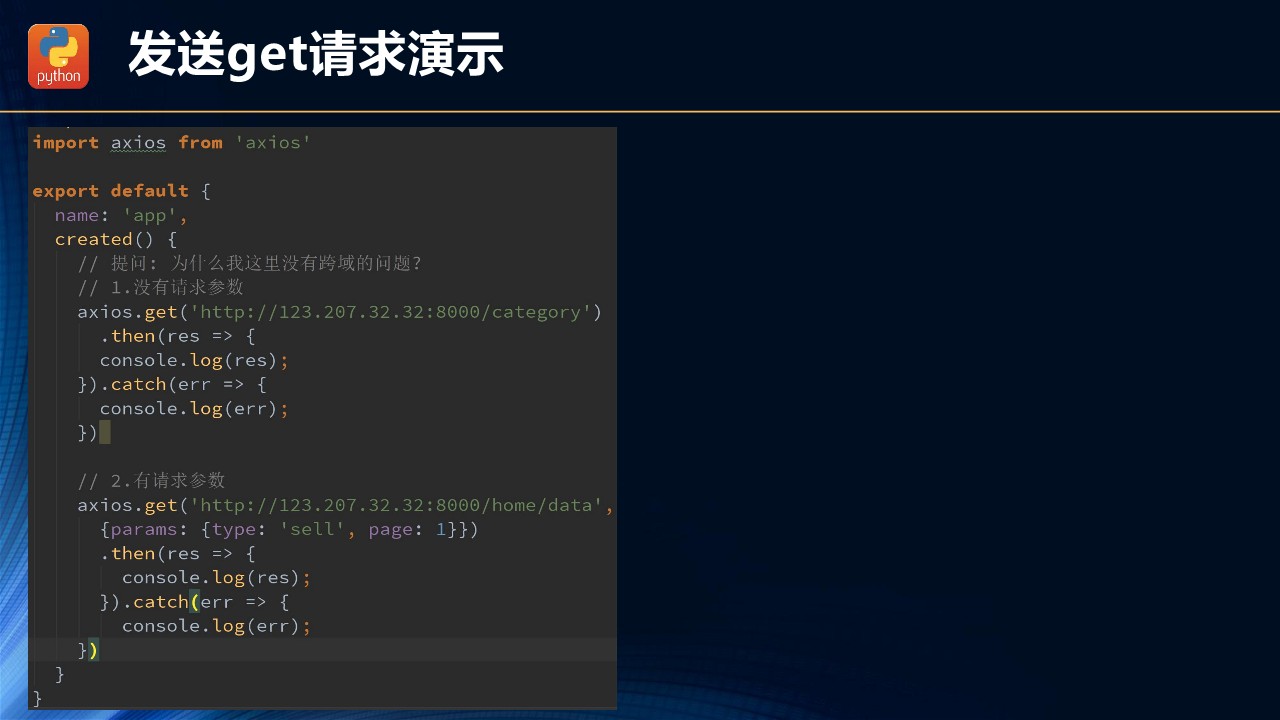 python
发送get请求演示
import axios from 'axios'
export default {
name: 'app',
created() {
// 提问: 为什么我这里没有跨域的问题?
// 1.没有请求参数
axios.get('http://123.207.32.32:8000/category')
.then(res => {
console.log(res);
}).catch(err => {
console.log(err);
})
// 2.有请求参数
axios.get('http://123.207.32.32:8000/home/data',
{params: {type: 'sell', page: 1}})
.then(res => {
console.log(res);
}).catch(err => {
console.log(err);
})
}
}